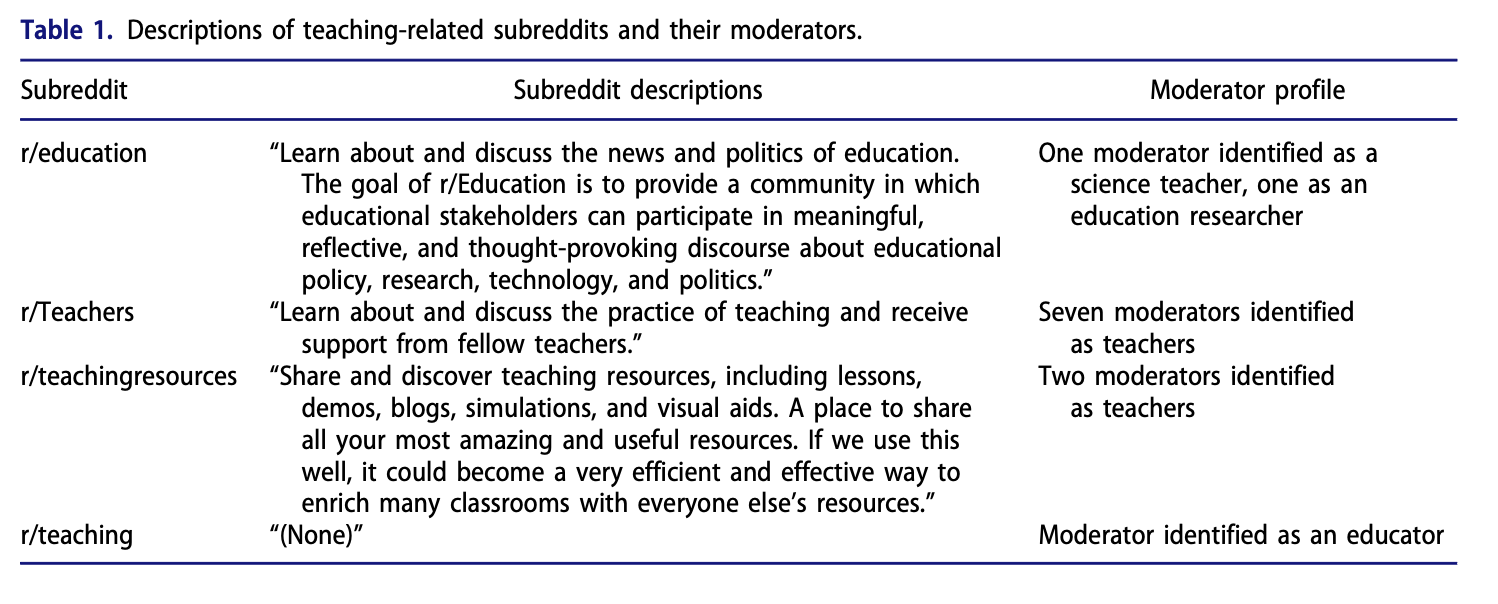 Table 1. Descriptions of teaching-related subreddits and their moderators.
Subreddit Subreddit descriptions Moderator profile
r/education “Learn about and discuss the news and politics of education. One moderator identified as a
The goal of r/Education is to provide a community in which science teacher, one as an
educational stakeholders can participate in meaningful, education researcher
reflective, and thought-provoking discourse about educational
policy, research, technology, and politics.”
r/Teachers “Learn about and discuss the practice of teaching and receive Seven moderators identified
support from fellow teachers.” as teachers
r/teachingresources “Share and discover teaching resources, including lessons, Two moderators identified
demos, blogs, simulations, and visual aids. A place to share as teachers
all your most amazing and useful resources. If we use this
well, it could become a very efficient and effective way to
enrich many classrooms with everyone else’s resources.”
r/teaching “(None)” Moderator identified as an educator